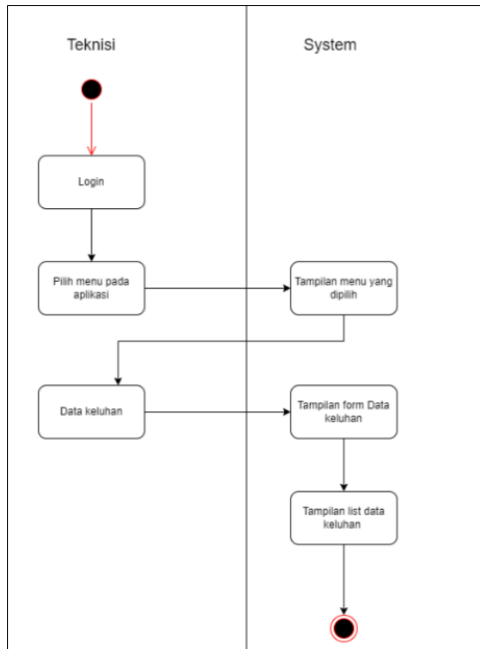 Teknisi
System
Login
Pilih menu pada
aplikasi
Tampilan menu yang
dipilih
Data keluhan
Tampilan form Data
keluhan
Tampilan list data
keluhan